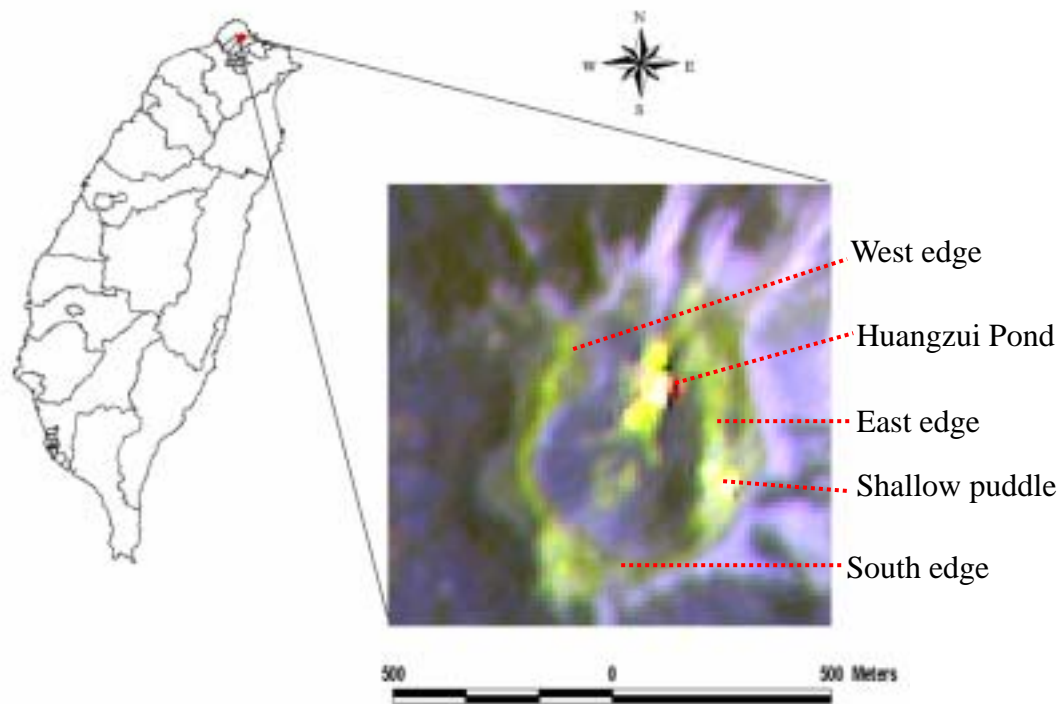 N
W E
S
West edge
Huangzui Pond
East edge
Shallow puddle
South edge
500 0 500 Meters